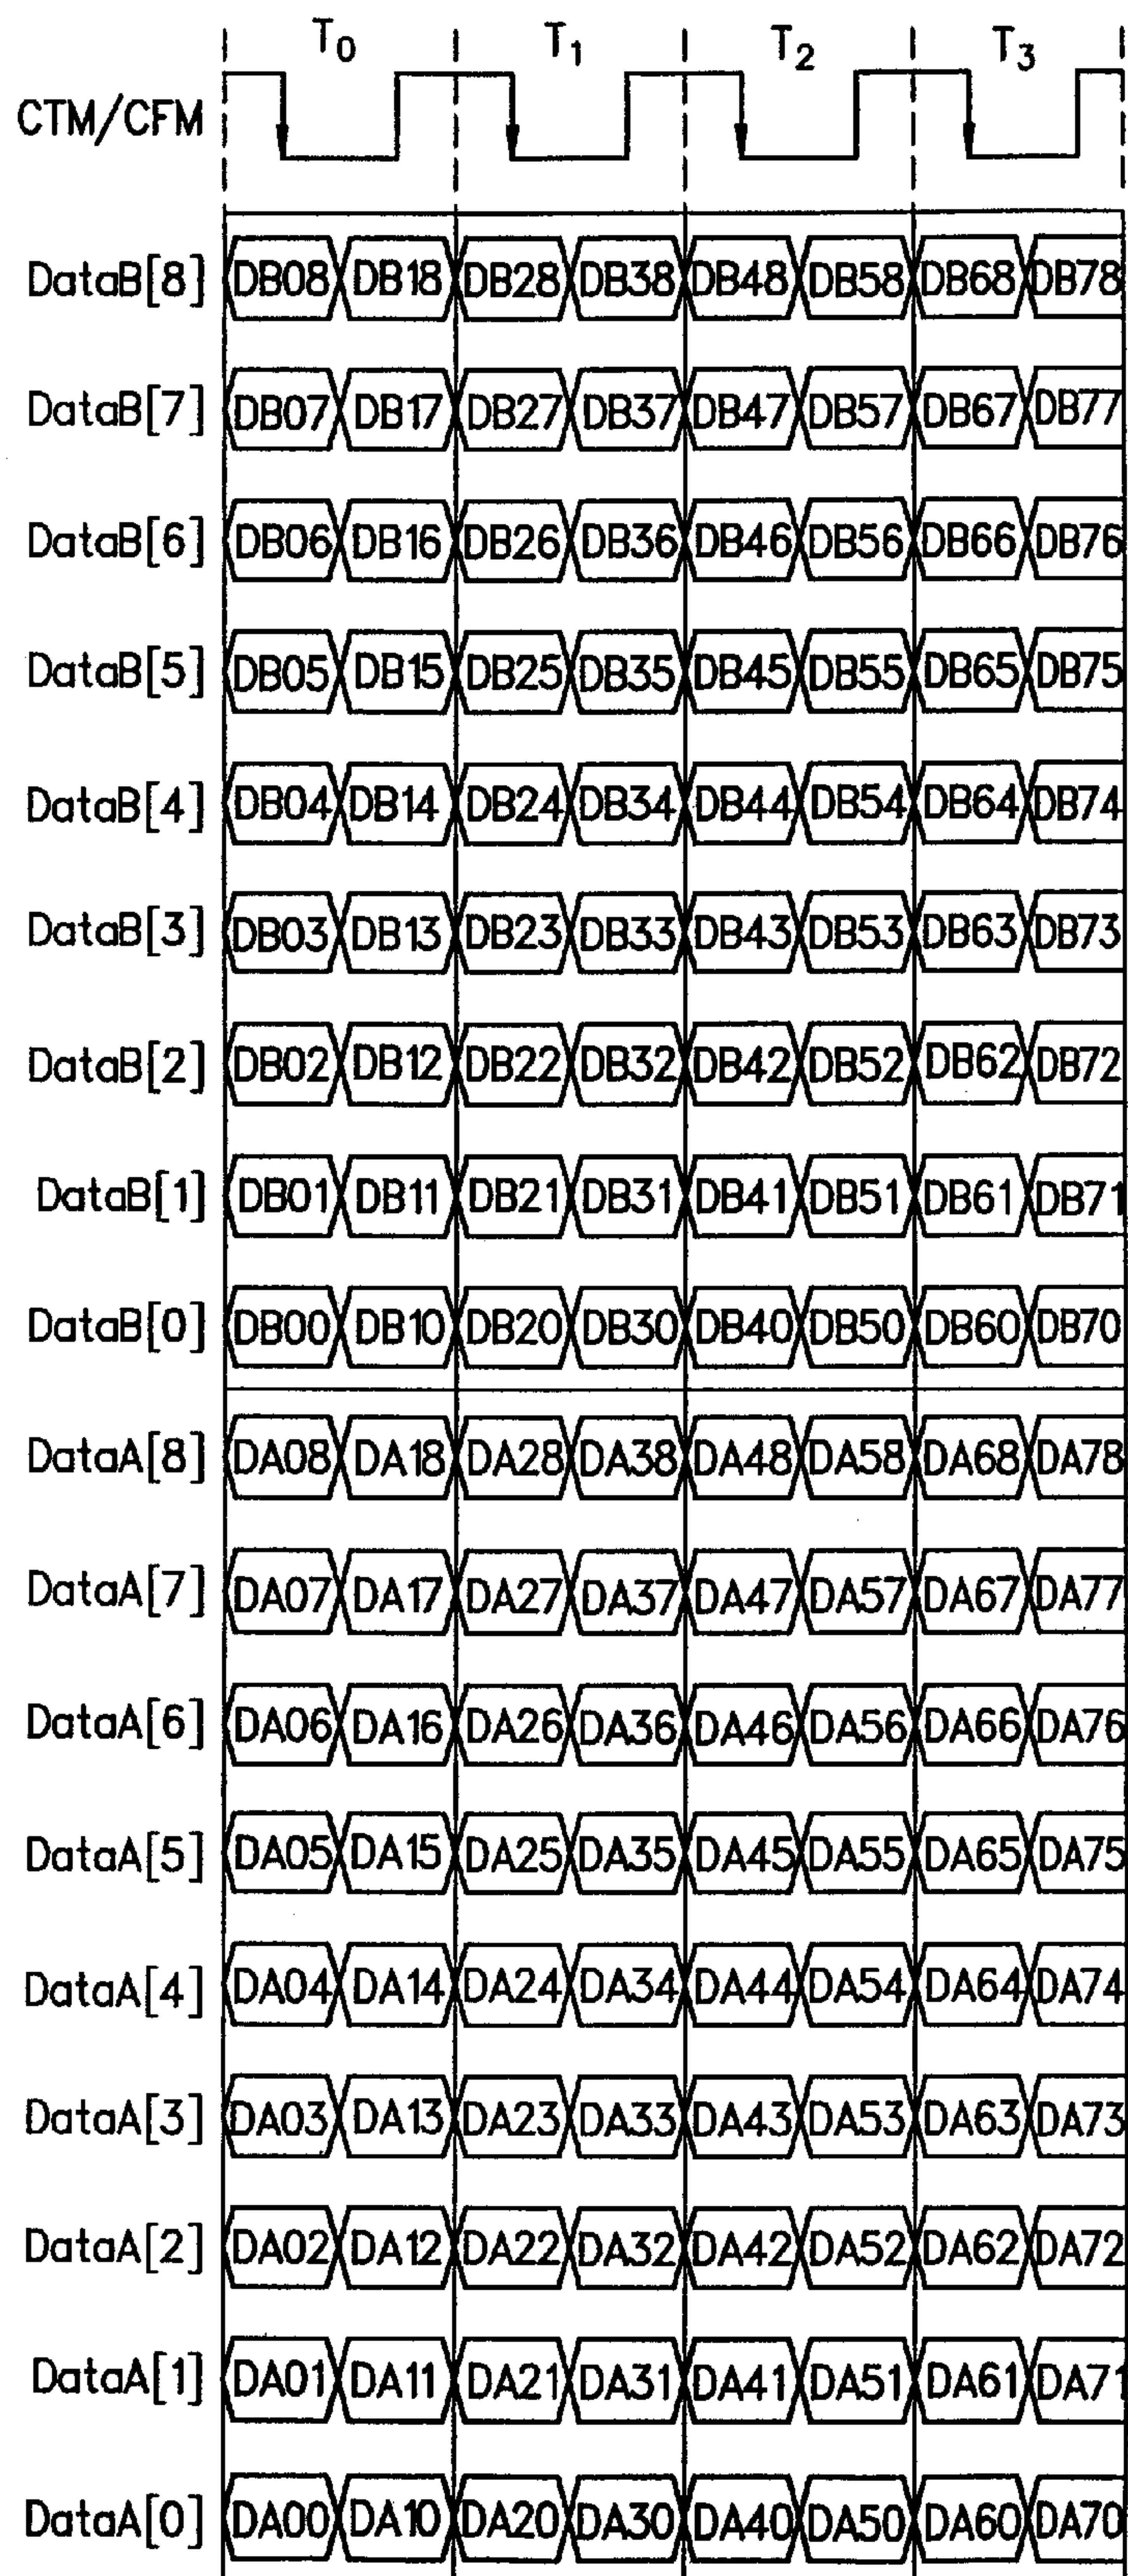 T0 T1 T2 T3
CTM/CFM
DataB[8] DB08 DB18 DB28 DB38 DB48 DB58 DB68 DB78
DataB[7] DB07 DB17 DB27 DB37 DB47 DB57 DB67 DB77
DataB[6] DB06 DB16 DB26 DB36 DB46 DB56 DB66 DB76
DataB[5] DB05 DB15 DB25 DB35 DB45 DB55 DB65 DB75
DataB[4] DB04 DB14 DB24 DB34 DB44 DB54 DB64 DB74
DataB[3] DB03 DB13 DB23 DB33 DB43 DB53 DB63 DB73
DataB[2] DB02 DB12 DB22 DB32 DB42 DB52 DB62 DB72
DataB[1] DB01 DB11 DB21 DB31 DB41 DB51 DB61 DB71
DataB[0] DB00 DB10 DB20 DB30 DB40 DB50 DB60 DB70
DataA[8] DA08 DA18 DA28 DA38 DA48 DA58 DA68 DA78
DataA[7] DA07 DA17 DA27 DA37 DA47 DA57 DA67 DA77
DataA[6] DA06 DA16 DA26 DA36 DA46 DA56 DA66 DA76
DataA[5] DA05 DA15 DA25 DA35 DA45 DA55 DA65 DA75
DataA[4] DA04 DA14 DA24 DA34 DA44 DA54 DA64 DA74
DataA[3] DA03 DA13 DA23 DA33 DA43 DA53 DA63 DA73
DataA[2] DA02 DA12 DA22 DA32 DA42 DA52 DA62 DA72
DataA[1] DA01 DA11 DA21 DA31 DA41 DA51 DA61 DA71
DataA[0] DA00 DA10 DA20 DA30 DA40 DA50 DA60 DA70